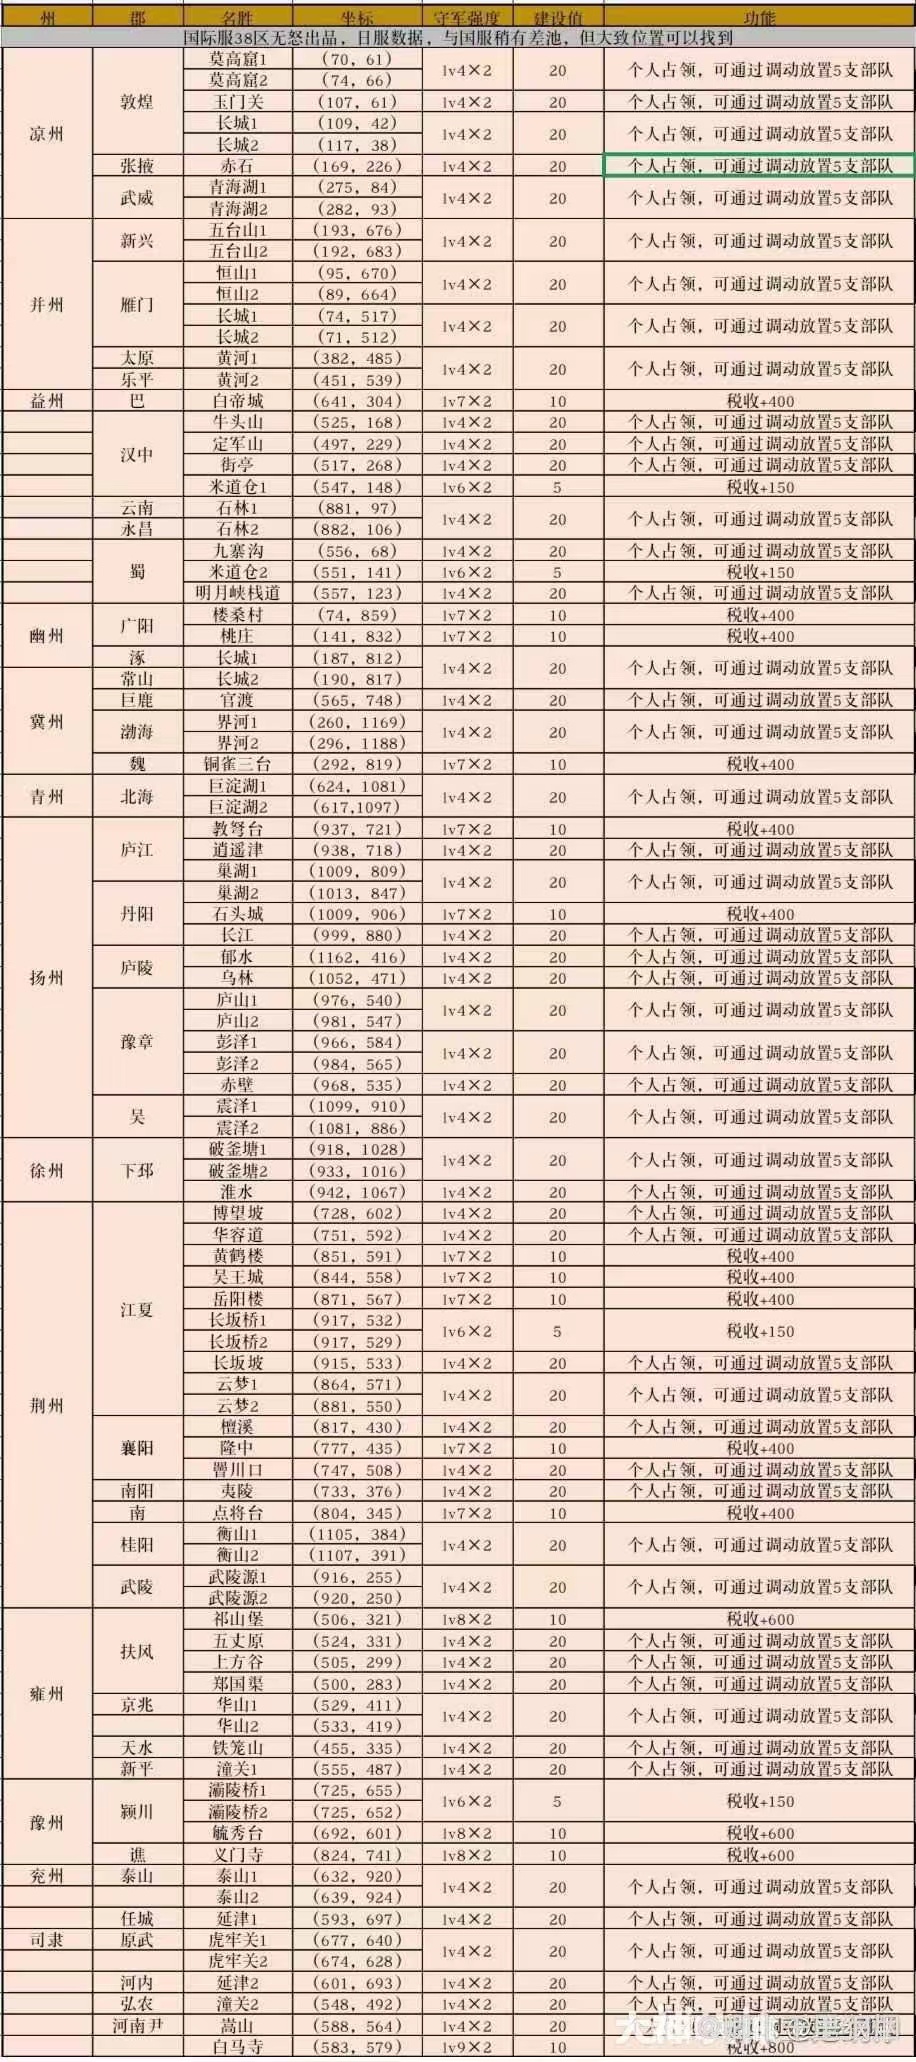 州 郡 名胜 坐标 守军强度 建设值 功能
国际服38区无怒出品，日服数据，与国服稍有差池，但大致位置可以找到
凉州 敦煌 莫高窟1 (70, 61) lv4×2 20 个人占领，可通过调动放置5支部队
莫高窟2 (74, 66)
玉门关 (107, 61) lv4×2 20 个人占领，可通过调动放置5支部队
长城1 (109, 42) lv4×2 20 个人占领，可通过调动放置5支部队
长城2 (117, 38)
张掖 赤石 (169, 226) lv4×2 20 个人占领，可通过调动放置5支部队
武威 青海湖1 (275, 84) lv4×2 20 个人占领，可通过调动放置5支部队
青海湖2 (282, 93)
并州 新兴 五台山1 (193, 676) lv4×2 20 个人占领，可通过调动放置5支部队
五台山2 (192, 683)
雁门 恒山1 (95, 670) lv4×2 20 个人占领，可通过调动放置5支部队
恒山2 (89, 664)
长城1 (74, 517) lv4×2 20 个人占领，可通过调动放置5支部队
长城2 (71, 512)
太原 黄河1 (382, 485) lv4×2 20 个人占领，可通过调动放置5支部队
乐平 黄河2 (451, 539)
益州 巴 白帝城 (641, 304) lv7×2 10 税收+400
汉中 牛头山 (525, 168) lv4×2 20 个人占领，可通过调动放置5支部队
定军山 (497, 229) lv4×2 20 个人占领，可通过调动放置5支部队
街亭 (517, 268) lv4×2 20 个人占领，可通过调动放置5支部队
米道仓1 (547, 148) lv6×2 5 税收+150
云南 石林1 (881, 97) lv4×2 20 个人占领，可通过调动放置5支部队
永昌 石林2 (882, 106)
蜀 九寨沟 (556, 68) lv4×2 20 个人占领，可通过调动放置5支部队
米道仓2 (551, 141) lv6×2 5 税收+150
明月峡栈道 (557, 123) lv4×2 20 个人占领，可通过调动放置5支部队
幽州 广阳 楼桑村 (74, 859) lv7×2 10 税收+400
桃庄 (141, 832) lv7×2 10 税收+400
涿 长城1 (187, 812) lv4×2 20 个人占领，可通过调动放置5支部队
冀州 常山 长城2 (190, 817)
巨鹿 官渡 (565, 748) lv4×2 20 个人占领，可通过调动放置5支部队
渤海 界河1 (260, 1169) lv4×2 20 个人占领，可通过调动放置5支部队
界河2 (296, 1188)
魏 铜雀三台 (292, 819) lv7×2 10 税收+400
青州 北海 巨淀湖1 (624, 1081) lv4×2 20 个人占领，可通过调动放置5支部队
巨淀湖2 (617,1097)
扬州 庐江 教弩台 (937, 721) lv7×2 10 税收+400
逍遥津 (938, 718) lv4×2 20 个人占领，可通过调动放置5支部队
巢湖1 (1009, 809) lv4×2 20 个人占领，可通过调动放置5支部队
丹阳 巢湖2 (1013, 847)
石头城 (1009, 906) lv7×2 10 税收+400
长江 (999, 880) lv4×2 20 个人占领，可通过调动放置5支部队
庐陵 郁水 (1162, 416) lv4×2 20 个人占领，可通过调动放置5支部队
乌林 (1052, 471) lv4×2 20 个人占领，可通过调动放置5支部队
豫章 庐山1 (976, 540) lv4×2 20 个人占领，可通过调动放置5支部队
庐山2 (981, 547)
彭泽1 (966, 584) lv4×2 20 个人占领，可通过调动放置5支部队
彭泽2 (984, 565)
赤壁 (968, 535) lv4×2 20 个人占领，可通过调动放置5支部队
吴 震泽1 (1099, 910) lv4×2 20 个人占领，可通过调动放置5支部队
震泽2 (1081, 886)
徐州 下邳 破釜塘1 (918, 1028) lv4×2 20 个人占领，可通过调动放置5支部队
破釜塘2 (933, 1016)
淮水 (942, 1067) lv4×2 20 个人占领，可通过调动放置5支部队
荆州 江夏 博望坡 (728, 602) lv4×2 20 个人占领，可通过调动放置5支部队
华容道 (751, 592) lv4×2 20 个人占领，可通过调动放置5支部队
黄鹤楼 (851, 591) lv7×2 10 税收+400
吴王城 (844, 558) lv7×2 10 税收+400
岳阳楼 (871, 567) lv7×2 10 税收+400
长坂桥1 (917, 532) lv6×2 5 税收+150
长坂桥2 (917, 529)
长坂坡 (915, 533) lv4×2 20 个人占领，可通过调动放置5支部队
云梦1 (864, 571) lv4×2 20 个人占领，可通过调动放置5支部队
云梦2 (881, 550)
襄阳 檀溪 (817, 430) lv4×2 20 个人占领，可通过调动放置5支部队
隆中 (777, 435) lv7×2 10 税收+400
罾川口 (747, 508) lv4×2 20 个人占领，可通过调动放置5支部队
南阳 夷陵 (733, 376) lv4×2 20 个人占领，可通过调动放置5支部队
南 点将台 (804, 345) lv7×2 10 税收+400
桂阳 衡山1 (1105, 384) lv4×2 20 个人占领，可通过调动放置5支部队
衡山2 (1107, 391)
武陵 武陵源1 (916, 255) lv4×2 20 个人占领，可通过调动放置5支部队
武陵源2 (920, 250)
雍州 扶风 祁山堡 (506, 321) lv8×2 10 税收+600
五丈原 (524, 331) lv4×2 20 个人占领，可通过调动放置5支部队
上方谷 (505, 299) lv4×2 20 个人占领，可通过调动放置5支部队
郑国渠 (500, 283) lv4×2 20 个人占领，可通过调动放置5支部队
京兆 华山1 (529, 411) lv4×2 20 个人占领，可通过调动放置5支部队
华山2 (533, 419)
天水 铁笼山 (455, 335) lv4×2 20 个人占领，可通过调动放置5支部队
新平 潼关1 (555, 487) lv4×2 20 个人占领，可通过调动放置5支部队
豫州 颍川 灞陵桥1 (725, 655) lv6×2 5 税收+150
灞陵桥2 (725, 652)
毓秀台 (692, 601) lv8×2 10 税收+600
谯 义门寺 (824, 741) lv8×2 10 税收+600
兖州 泰山 泰山1 (632, 920) lv4×2 20 个人占领，可通过调动放置5支部队
泰山2 (639, 924)
任城 延津1 (593, 697) lv4×2 20 个人占领，可通过调动放置5支部队
司隶 原武 虎牢关1 (677, 640) lv4×2 20 个人占领，可通过调动放置5支部队
虎牢关2 (674, 628)
河内 延津2 (601, 693) lv4×2 20 个人占领，可通过调动放置5支部队
弘农 潼关2 (548, 492) lv4×2 20 个人占领，可通过调动放置5支部队
河南尹 嵩山 (588, 564) lv4×2 20
白马寺 (583, 579) lv9×2 10 税收+800